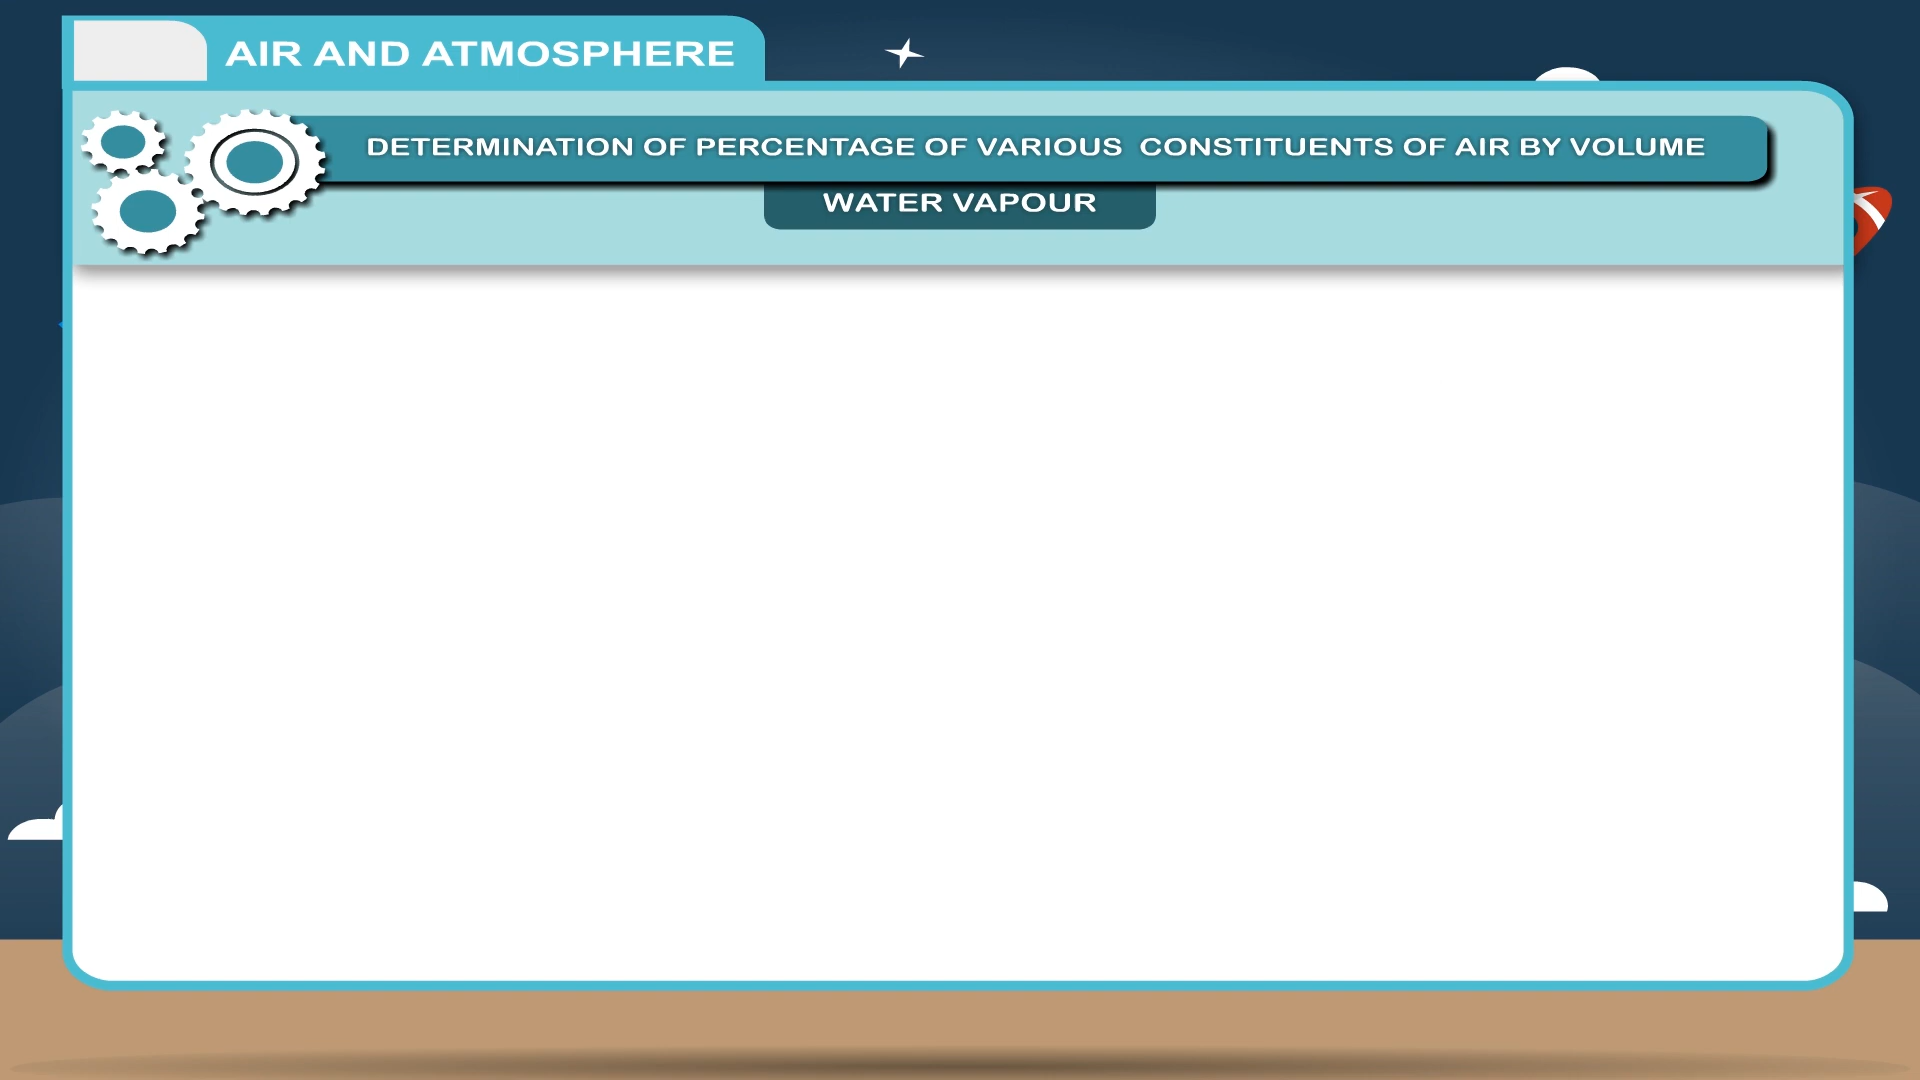 AIR AND ATMOSPHERE
DETERMINATION OF PERCENTAGE OF VARIOUS CONSTITUENTS OF AIR BY VOLUME
WATER VAPOUR